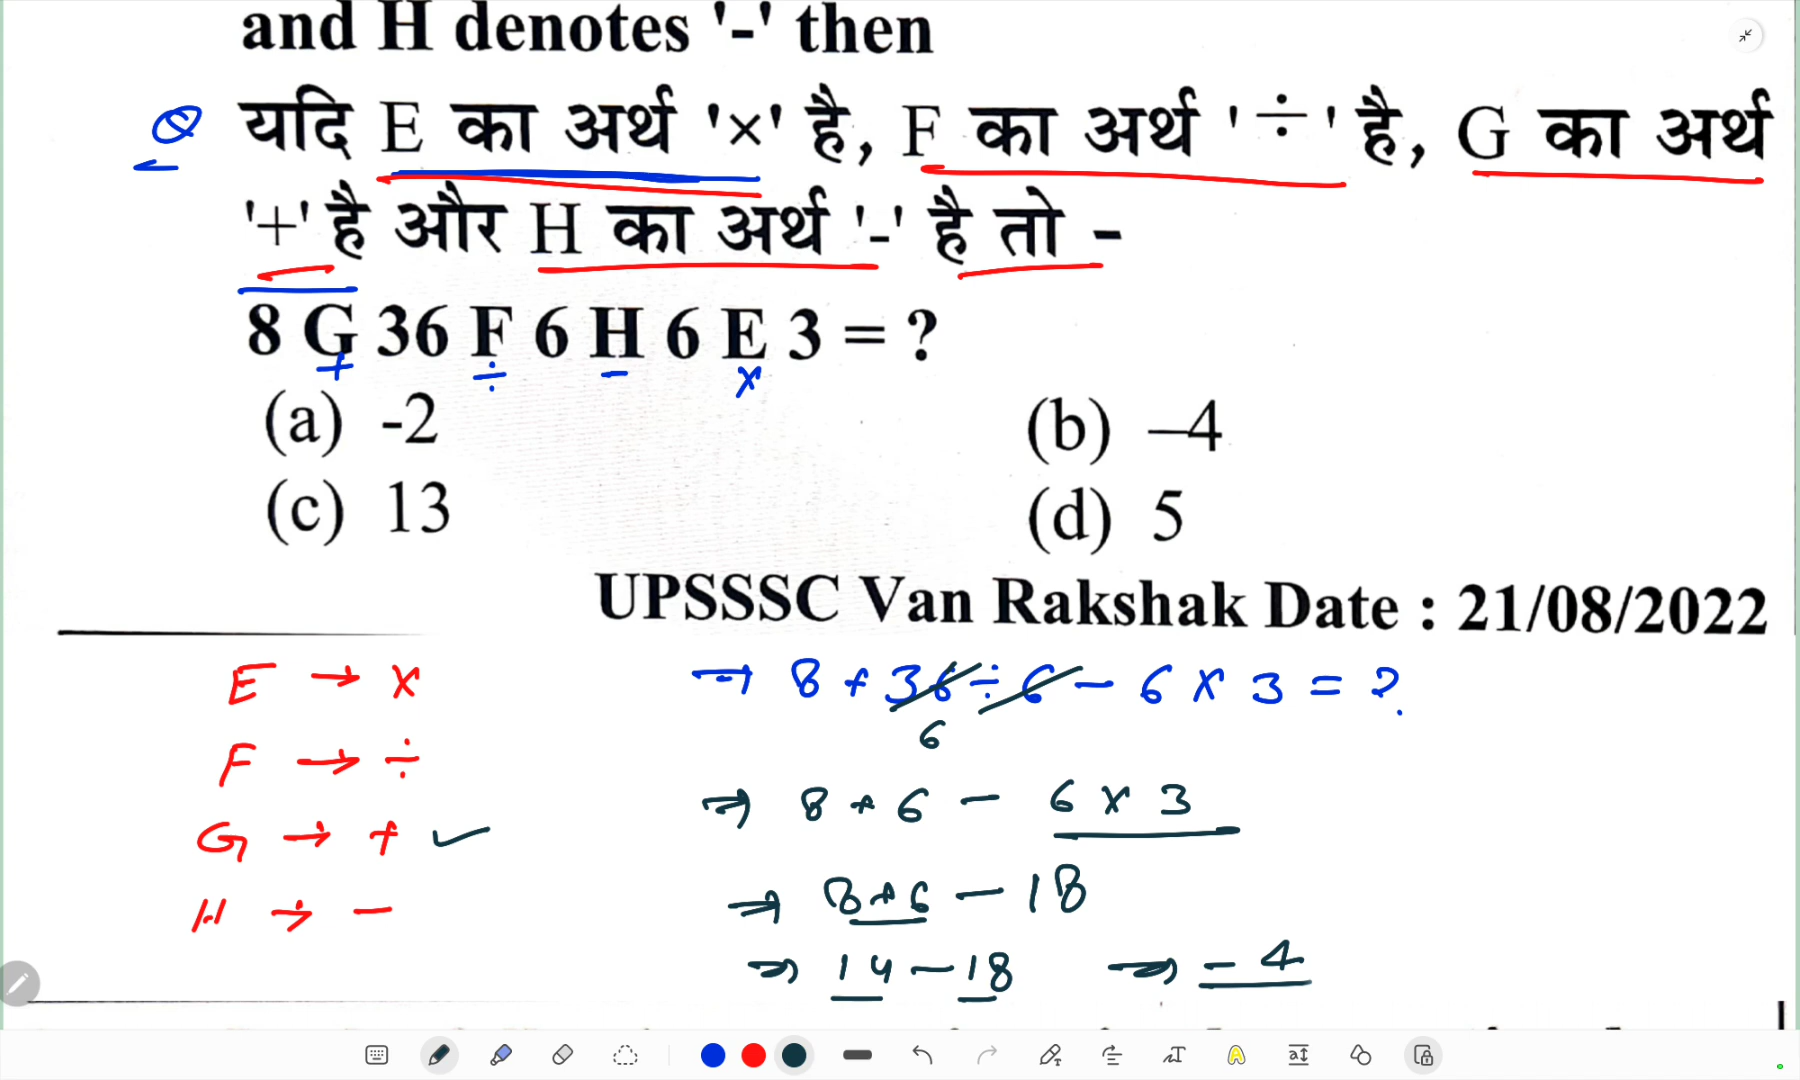 and H denotes '-' then
Q यदि E का अर्थ '×' है, F का अर्थ '÷' है, G का अर्थ
'+' है और H का अर्थ '-' है तो -
8 G 36 F 6 H 6 E 3 = ?
+ ÷ - ×
(a) -2 (b) –4
(c) 13 (d) 5
UPSSSC Van Rakshak Date : 21/08/2022
E → × → 8 + 36 ÷ 6 - 6 × 3 = ?
6
F → ÷ ⇒ 8 + 6 - 6 × 3
G → + ✓
⇒ 8+6 - 18
H → -
⇒ 14 - 18 ⇒ -4